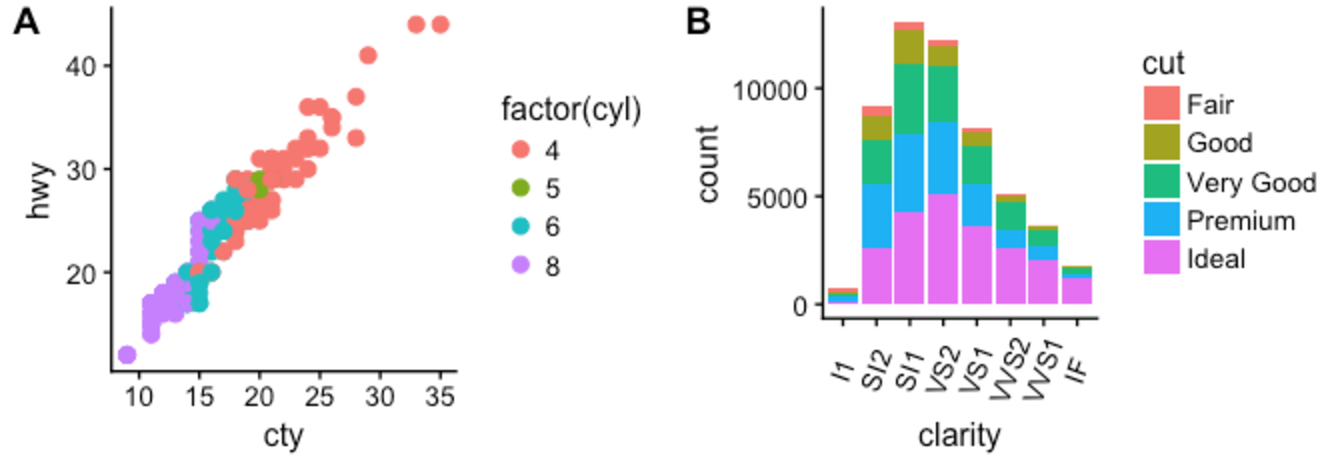 A
hwy
40
30
20
10 15 20 25 30 35
cty
factor(cyl)
4
5
6
8
B
count
10000
5000
0
I1 SI2 SI1 VS2 VS1 VVS2 VVS1 IF
clarity
cut
Fair
Good
Very Good
Premium
Ideal